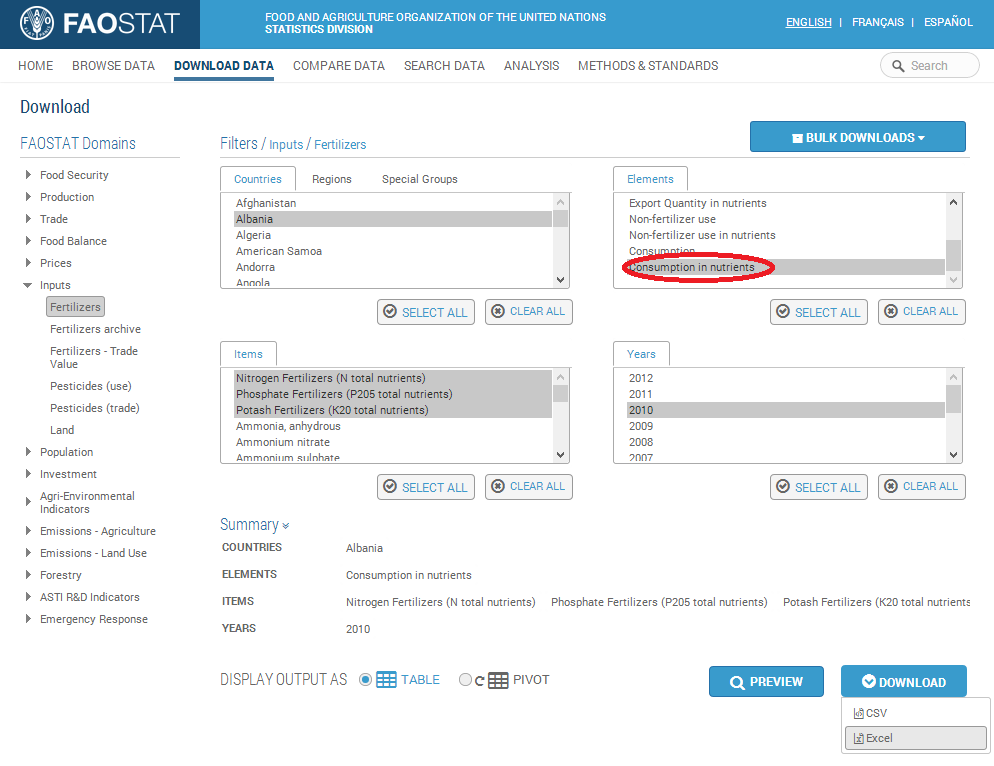 FAO
FAOSTAT
FOOD AND AGRICULTURE ORGANIZATION OF THE UNITED NATIONS
STATISTICS DIVISION
ENGLISH | FRANÇAIS | ESPAÑOL
HOME BROWSE DATA DOWNLOAD DATA COMPARE DATA SEARCH DATA ANALYSIS METHODS & STANDARDS Search
Download
FAOSTAT Domains
Food Security
Production
Trade
Food Balance
Prices
Inputs
Fertilizers
Fertilizers archive
Fertilizers - Trade
Value
Pesticides (use)
Pesticides (trade)
Land
Population
Investment
Agri-Environmental
Indicators
Emissions - Agriculture
Emissions - Land Use
Forestry
ASTI R&D Indicators
Emergency Response
Filters / Inputs / Fertilizers
BULK DOWNLOADS
Countries Regions Special Groups
Afghanistan
Albania
Algeria
American Samoa
Andorra
Angola
SELECT ALL CLEAR ALL
Elements
Export Quantity in nutrients
Non-fertilizer use
Non-fertilizer use in nutrients
Consumption
Consumption in nutrients
SELECT ALL CLEAR ALL
Items
Nitrogen Fertilizers (N total nutrients)
Phosphate Fertilizers (P205 total nutrients)
Potash Fertilizers (K20 total nutrients)
Ammonia, anhydrous
Ammonium nitrate
Ammonium sulphate
SELECT ALL CLEAR ALL
Years
2012
2011
2010
2009
2008
2007
SELECT ALL CLEAR ALL
Summary
COUNTRIES Albania
ELEMENTS Consumption in nutrients
ITEMS Nitrogen Fertilizers (N total nutrients) Phosphate Fertilizers (P205 total nutrients) Potash Fertilizers (K20 total nutrients
YEARS 2010
DISPLAY OUTPUT AS TABLE PIVOT
PREVIEW DOWNLOAD
CSV
Excel